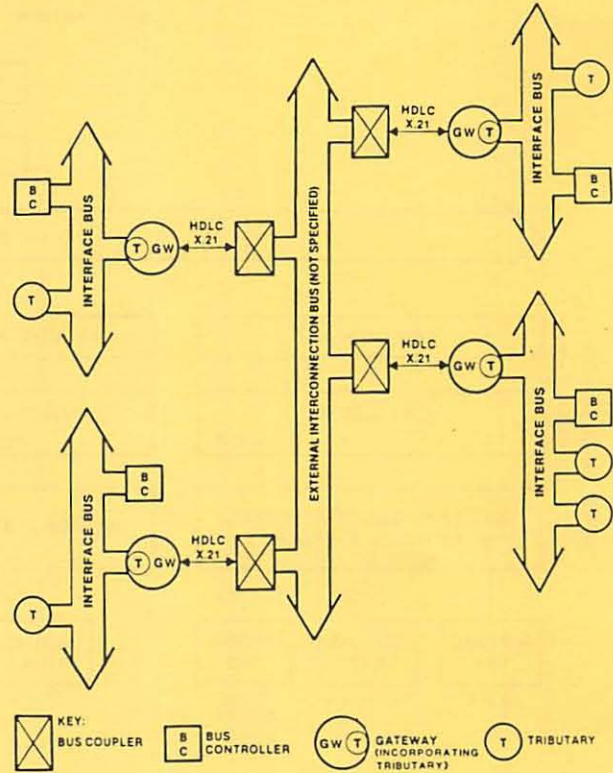 HDLC
X.21
GW T
T
INTERFACE BUS
B
C
B
C
T
INTERFACE BUS
T GW
HDLC
X.21
EXTERNAL INTERCONNECTION BUS (NOT SPECIFIED)
HDLC
X.21
GW T
INTERFACE BUS
B
C
T
T
B
C
INTERFACE BUS
T GW
HDLC
X.21
T
KEY:
BUS COUPLER
B
C
BUS
CONTROLLER
GW T
GATEWAY
(INCORPORATING
TRIBUTARY)
T
TRIBUTARY